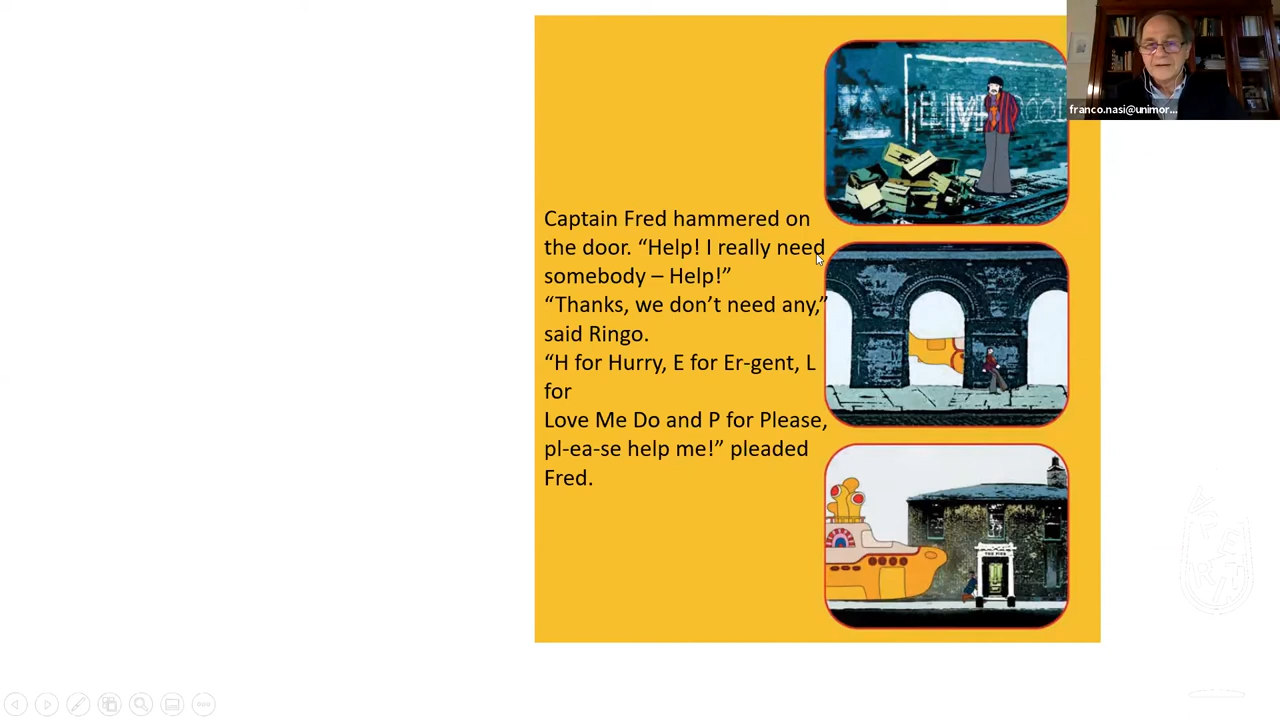 franco.nasi@unimor...
Captain Fred hammered on
the door. “Help! I really need
somebody – Help!”
“Thanks, we don’t need any,”
said Ringo.
“H for Hurry, E for Er-gent, L
for
Love Me Do and P for Please,
pl-ea-se help me!” pleaded
Fred.
THE PIER